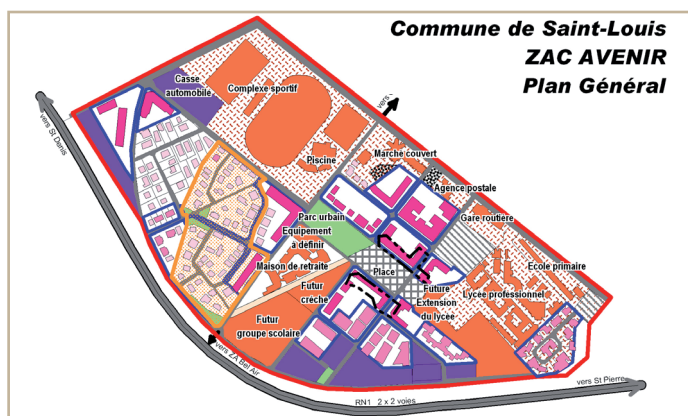 Commune de Saint-Louis
ZAC AVENIR
Plan Général
Casse
automobile
Complexe sportif
vers
vers St Denis
Piscine
Marché couvert
Agence postale
Gare routière
Parc urbain
Equipement
à definir
Ecole primaire
Maison de retraite
Place
Lycée professionnel
Futur
crèche
Future
Extension
du lycée
Futur
groupe scolaire
vers ZA Bel Air
vers St Pierre
RN1 2 x 2 voies